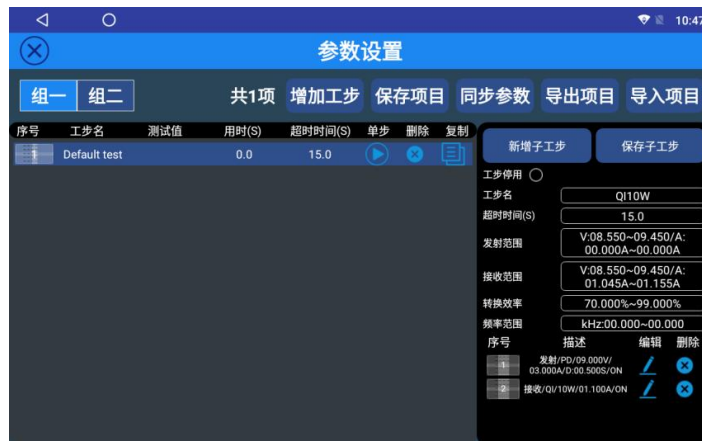 10:47
参数设置
组一 组二 共1项 增加工步 保存项目 同步参数 导出项目 导入项目
序号 工步名 测试值 用时(S) 超时时间(S) 单步 删除 复制
1 Default test 0.0 15.0
新增子工步 保存子工步
工步停用
工步名 QI10W
超时时间(S) 15.0
发射范围 V:08.550~09.450/A:
00.000A~00.000A
接收范围 V:08.550~09.450/A:
01.045A~01.155A
转换效率 70.000%~99.000%
频率范围 kHz:00.000~00.000
序号 描述 编辑 删除
1 发射/PD/09.000V/
03.000A/D:00.500S/ON
2 接收/QI/10W/01.100A/ON